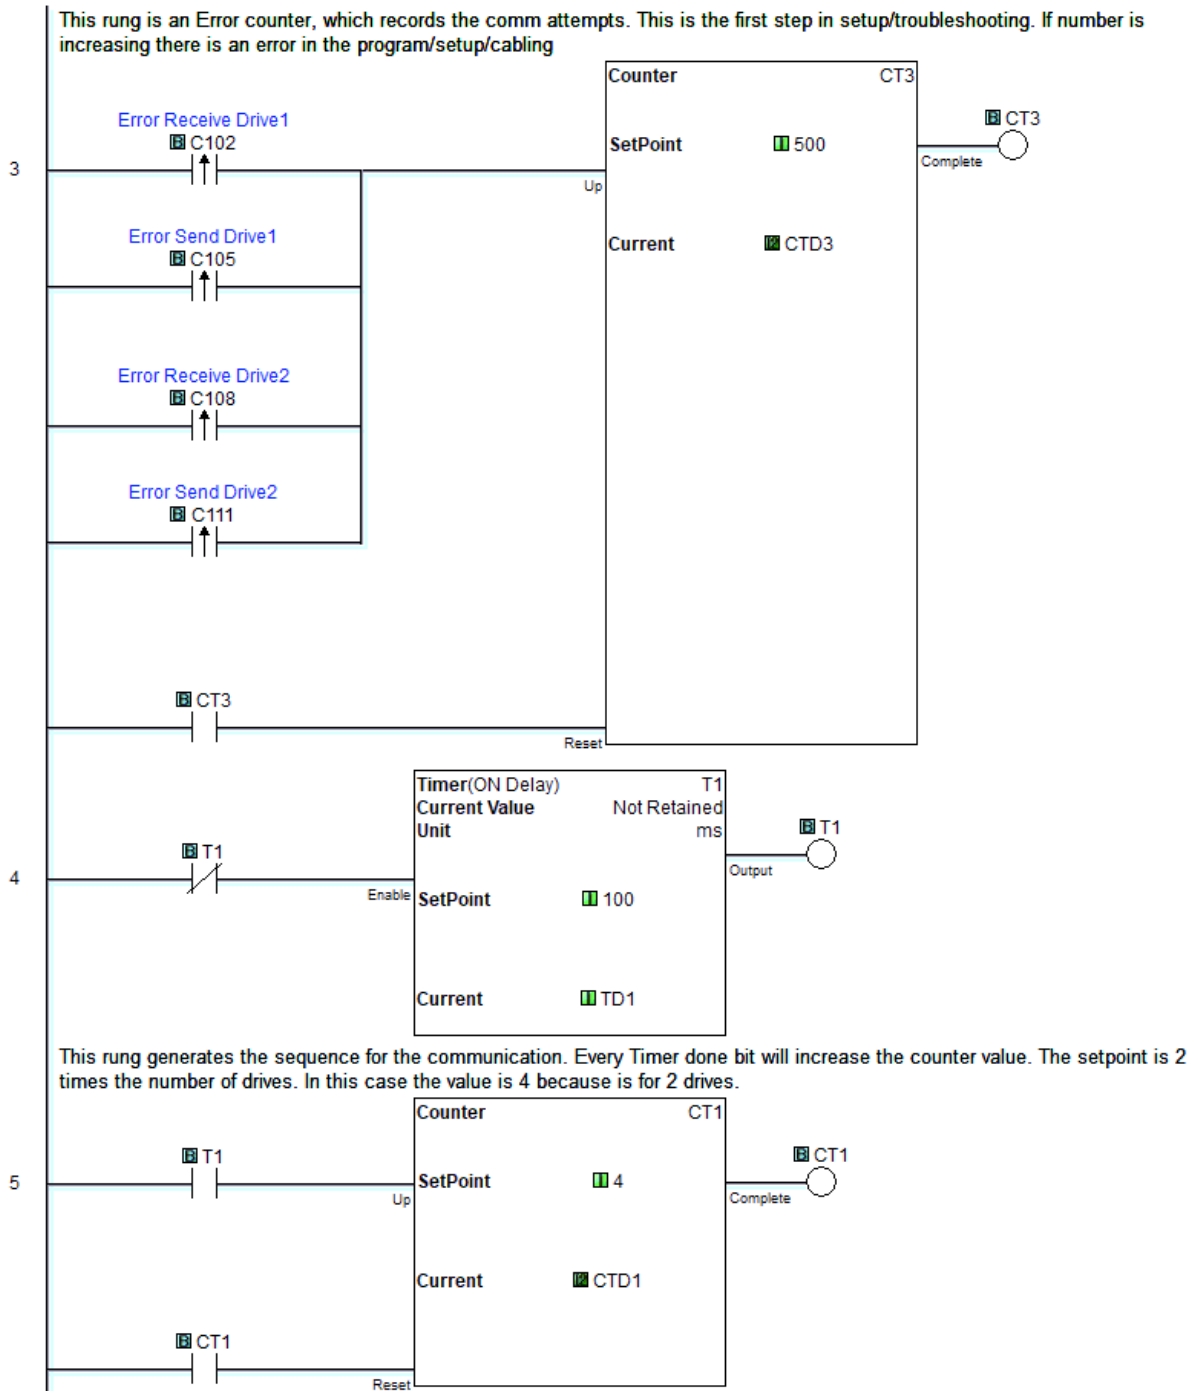 This rung is an Error counter, which records the comm attempts. This is the first step in setup/troubleshooting. If number is
increasing there is an error in the program/setup/cabling
Counter CT3
Error Receive Drive1
B C102
B CT3
SetPoint 500
Complete
3
Up
Error Send Drive1
B C105
Current CTD3
Error Receive Drive2
B C108
Error Send Drive2
B C111
B CT3
Reset
Timer(ON Delay) T1
Current Value Not Retained
Unit ms
B T1
B T1
Output
4
Enable
SetPoint 100
Current TD1
This rung generates the sequence for the communication. Every Timer done bit will increase the counter value. The setpoint is 2
times the number of drives. In this case the value is 4 because is for 2 drives.
Counter CT1
B T1
B CT1
5
SetPoint 4
Up
Complete
Current CTD1
B CT1
Reset